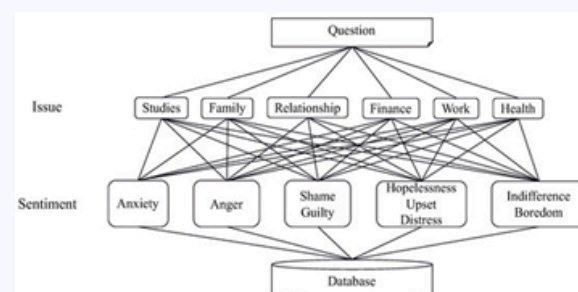 Question
Issue
Studies Family Relationship Finance Work Health
Sentiment
Anxiety
Anger
Shame
Guilty
Hopelessness
Upset
Distress
Indifference
Boredom
Database